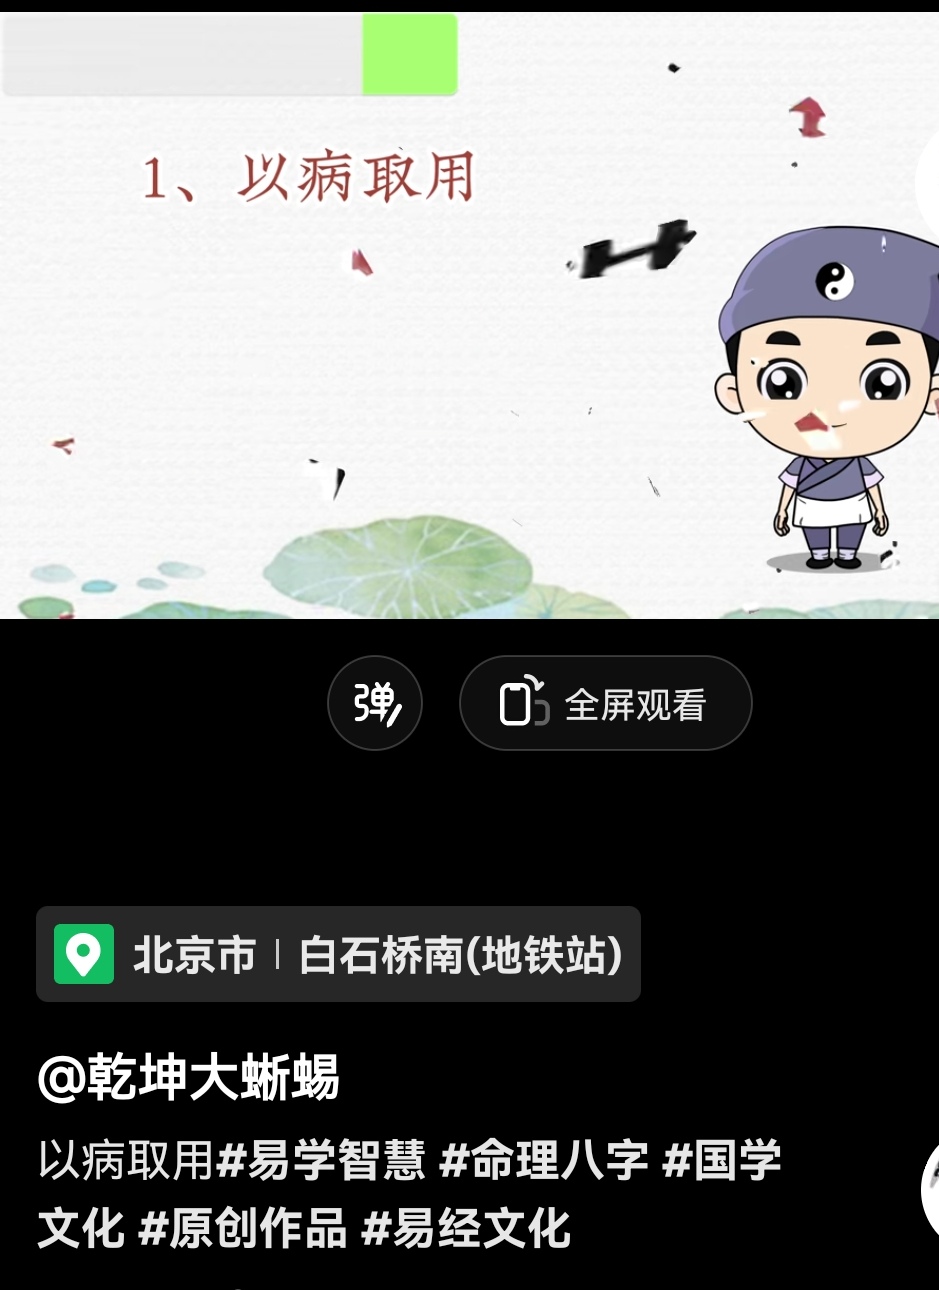 1、以病取用
弹
全屏观看
北京市 | 白石桥南(地铁站)
@乾坤大蜥蜴
以病取用#易学智慧 #命理八字 #国学
文化 #原创作品 #易经文化